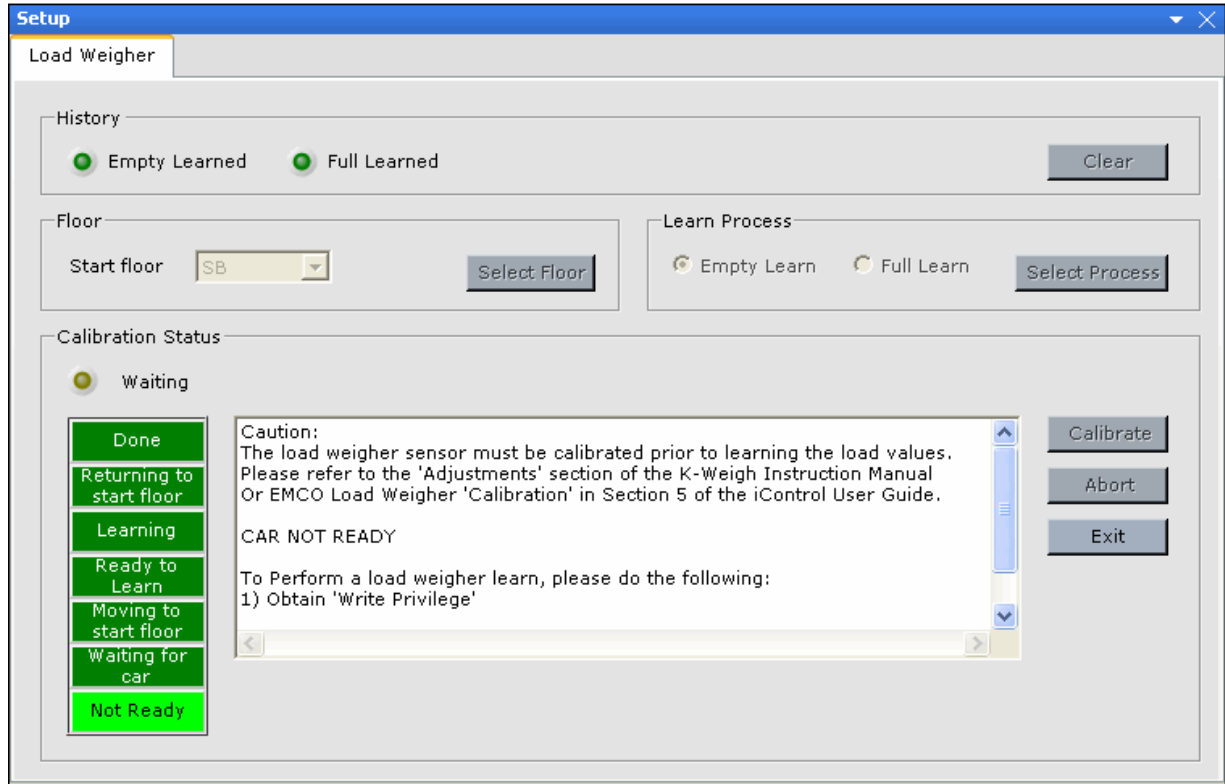 Setup
Load Weigher
History
Empty Learned
Full Learned
Clear
Floor
Start floor
SB
Select Floor
Learn Process
Empty Learn
Full Learn
Select Process
Calibration Status
Waiting
Done
Returning to
start floor
Learning
Ready to
Learn
Moving to
start floor
Waiting for
car
Not Ready
Caution:
The load weigher sensor must be calibrated prior to learning the load values.
Please refer to the 'Adjustments' section of the K-Weigh Instruction Manual
Or EMCO Load Weigher 'Calibration' in Section 5 of the iControl User Guide.
CAR NOT READY
To Perform a load weigher learn, please do the following:
1) Obtain 'Write Privilege'
Calibrate
Abort
Exit